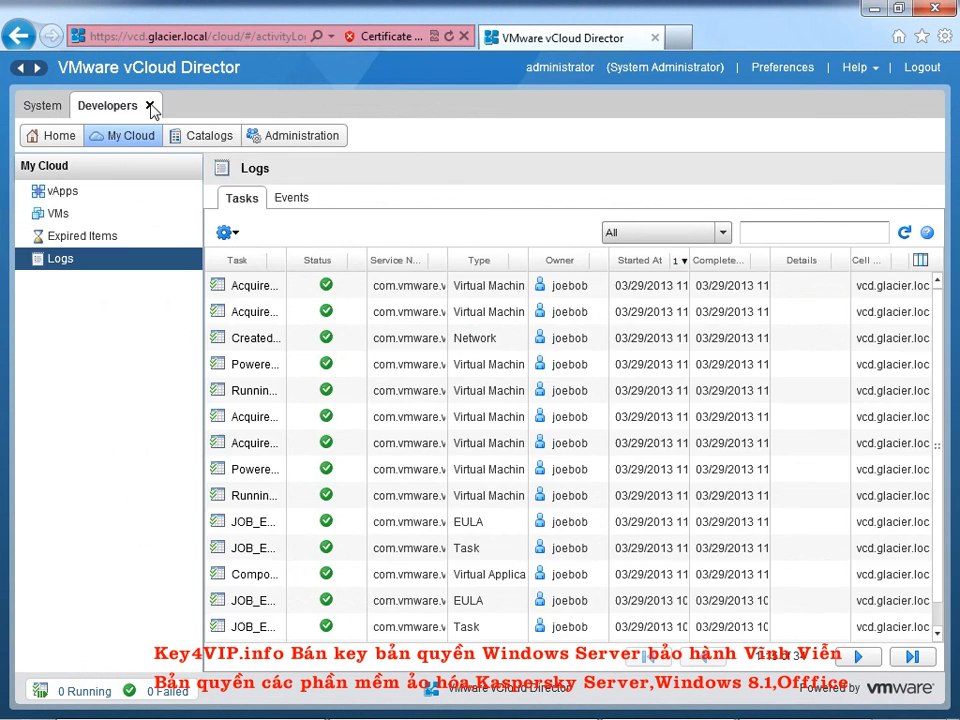 https://vcd.glacier.local/cloud/#/activityLo
Certificate ...
VMware vCloud Director
VMware vCloud Director
administrator (System Administrator) | Preferences | Help | Logout
System
Developers
Home
My Cloud
Catalogs
Administration
My Cloud
vApps
VMs
Expired Items
Logs
Logs
Tasks
Events
All
Task Status Service N... Type Owner Started At 1 Complete... Details Cell ...
Acquire... com.vmware.v Virtual Machin joebob 03/29/2013 11 03/29/2013 11 vcd.glacier.loc
Acquire... com.vmware.v Virtual Machin joebob 03/29/2013 11 03/29/2013 11 vcd.glacier.loc
Created... com.vmware.v Network joebob 03/29/2013 11 03/29/2013 11 vcd.glacier.loc
Powere... com.vmware.v Virtual Machin joebob 03/29/2013 11 03/29/2013 11 vcd.glacier.loc
Runnin... com.vmware.v Virtual Machin joebob 03/29/2013 11 03/29/2013 11 vcd.glacier.loc
Acquire... com.vmware.v Virtual Machin joebob 03/29/2013 11 03/29/2013 11 vcd.glacier.loc
Acquire... com.vmware.v Virtual Machin joebob 03/29/2013 11 03/29/2013 11 vcd.glacier.loc
Powere... com.vmware.v Virtual Machin joebob 03/29/2013 11 03/29/2013 11 vcd.glacier.loc
Runnin... com.vmware.v Virtual Machin joebob 03/29/2013 11 03/29/2013 11 vcd.glacier.loc
JOB_E... com.vmware.v EULA joebob 03/29/2013 11 03/29/2013 11 vcd.glacier.loc
JOB_E... com.vmware.v Task joebob 03/29/2013 11 03/29/2013 11 vcd.glacier.loc
Compo... com.vmware.v Virtual Applica joebob 03/29/2013 11 03/29/2013 11 vcd.glacier.loc
JOB_E... com.vmware.v EULA joebob 03/29/2013 10 03/29/2013 10 vcd.glacier.loc
JOB_E... com.vmware.v Task joebob 03/29/2013 10 03/29/2013 10 vcd.glacier.loc
Key4VIP.info Bán key bản quyền Windows Server bảo hành Vĩnh Viễn
Bản quyền các phần mềm ảo hóa,Kaspersky Server,Windows 8.1,Offfice
0 Running 0 Failed
VMware vCloud Director
Powered by vmware